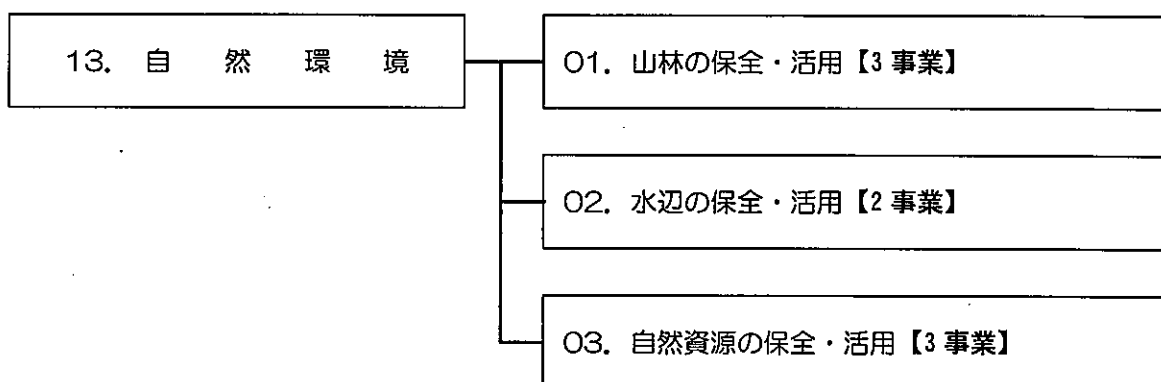 13. 自然環境
01. 山林の保全・活用【3事業】
02. 水辺の保全・活用【2事業】
03. 自然資源の保全・活用【3事業】